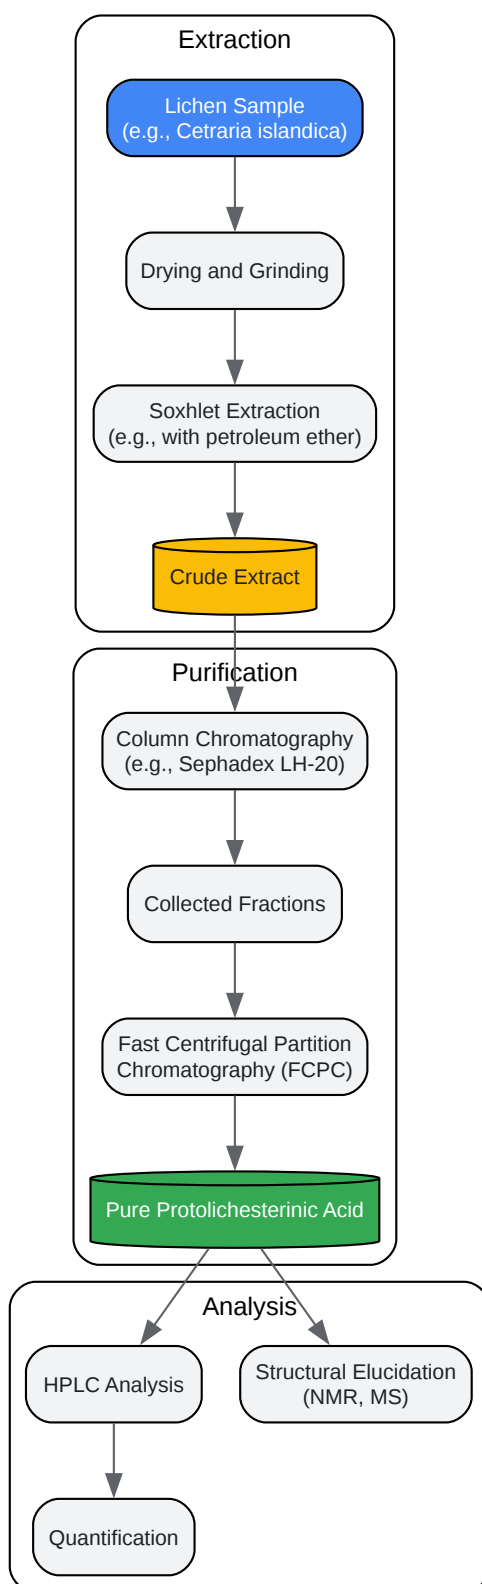 Extraction
Lichen Sample
(e.g., Cetraria islandica)
Drying and Grinding
Soxhlet Extraction
(e.g., with petroleum ether)
Crude Extract
Purification
Column Chromatography
(e.g., Sephadex LH-20)
Collected Fractions
Fast Centrifugal Partition
Chromatography (FCPC)
Pure Protolichesterinic Acid
Analysis
HPLC Analysis
Structural Elucidation
(NMR, MS)
Quantification